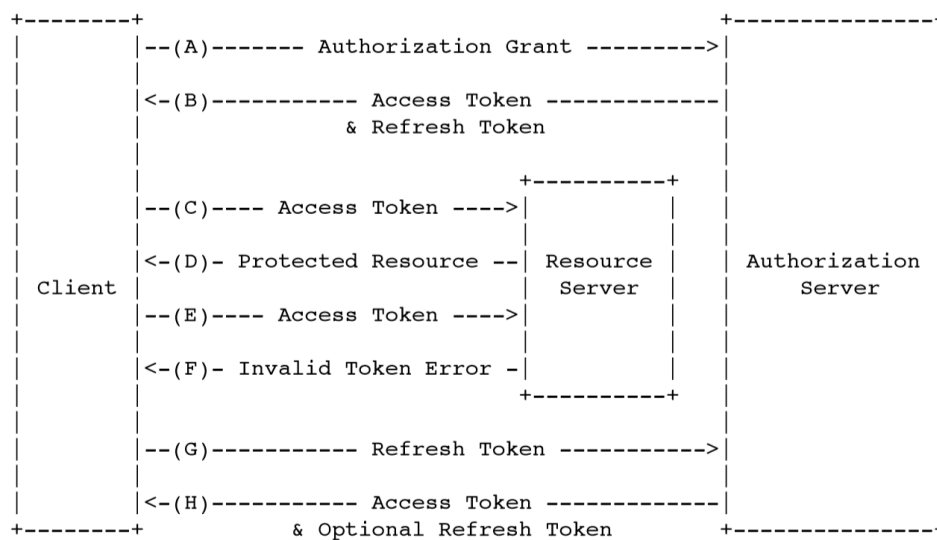 +--------+                                           +---------------+
|        |--(A)------- Authorization Grant --------->|               |
|        |                                           |               |
|        |<-(B)----------- Access Token -------------|               |
|        |               & Refresh Token             |               |
|        |                                           |               |
|        |                            +----------+   |               |
|        |--(C)---- Access Token ---->|          |   |               |
|        |                            |          |   |               |
|        |<-(D)- Protected Resource --| Resource |   | Authorization |
| Client |                            |  Server  |   |     Server    |
|        |--(E)---- Access Token ---->|          |   |               |
|        |                            |          |   |               |
|        |<-(F)- Invalid Token Error -|          |   |               |
|        |                            +----------+   |               |
|        |                                           |               |
|        |--(G)----------- Refresh Token ----------->|               |
|        |                                           |               |
|        |<-(H)----------- Access Token -------------|               |
+--------+           & Optional Refresh Token        +---------------+